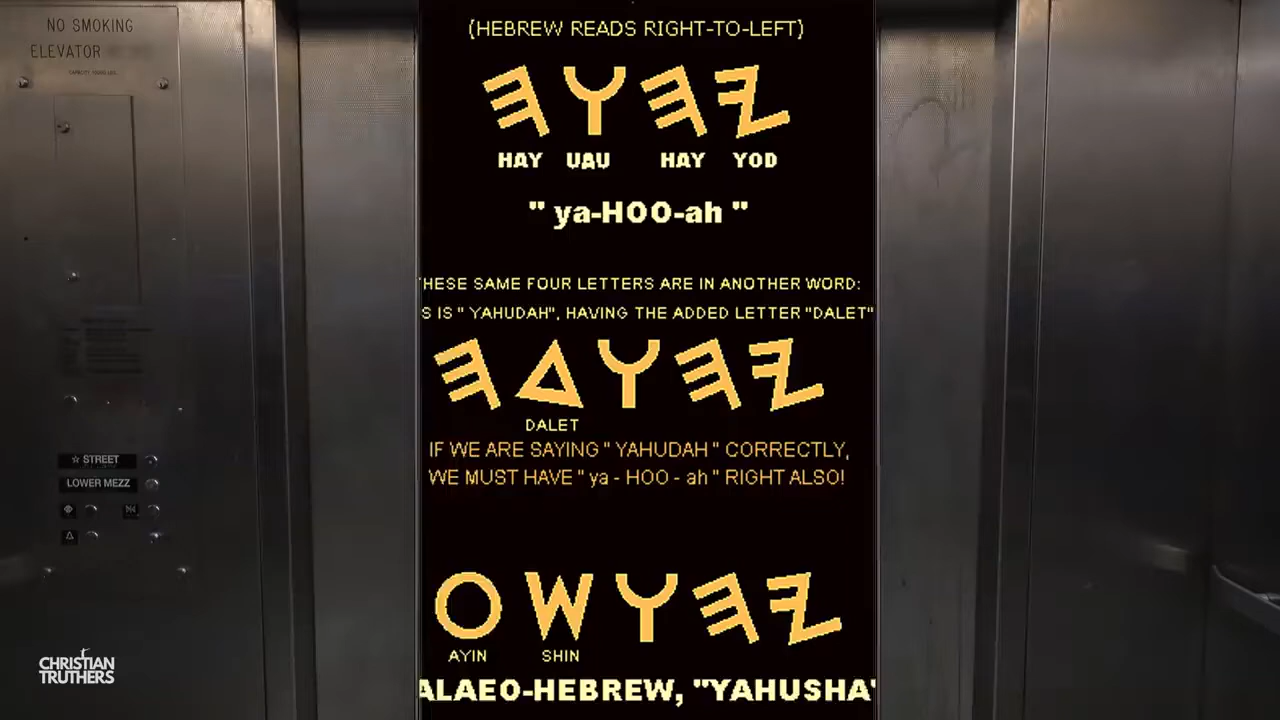 NO SMOKING
ELEVATOR
(HEBREW READS RIGHT-TO-LEFT)
𐤄𐤅𐤄𐤉
HAY UAU HAY YOD
" ya-HOO-ah "
HESE SAME FOUR LETTERS ARE IN ANOTHER WORD:
S IS " YAHUDAH", HAVING THE ADDED LETTER "DALET"
𐤄𐤃𐤅𐤄𐤉
DALET
IF WE ARE SAYING " YAHUDAH " CORRECTLY,
WE MUST HAVE " ya - HOO - ah " RIGHT ALSO!
𐤏𐤔𐤅𐤄𐤉
AYIN SHIN
ALAEO-HEBREW, "YAHUSHA"
☆ STREET
LOWER MEZZ
CHRISTIAN
TRUTHERS